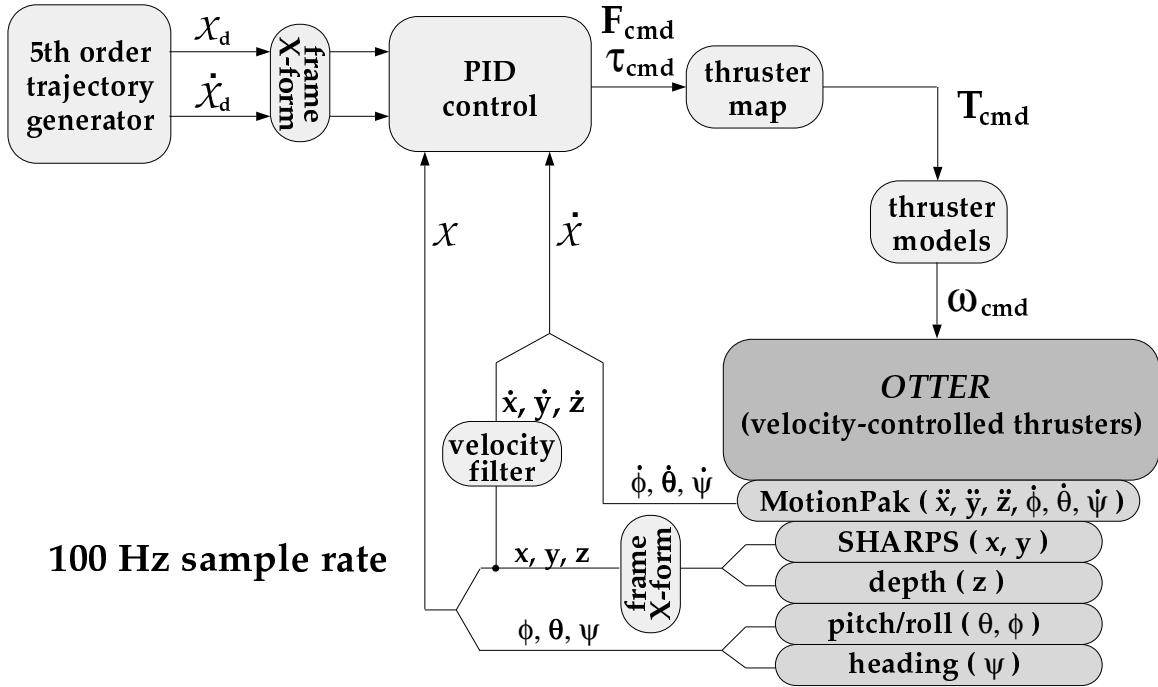 5th order
trajectory
generator
χd
χ̇d
frame
X-form
PID
control
Fcmd
τcmd
thruster
map
Tcmd
thruster
models
ωcmd
χ
χ̇
OTTER
(velocity-controlled thrusters)
ẋ, ẏ, ż
velocity
filter
φ̇, θ̇, ψ̇
MotionPak ( ẍ, ÿ, z̈, φ̇, θ̇, ψ̇ )
SHARPS ( x, y )
100 Hz sample rate
x, y, z
frame
X-form
depth ( z )
pitch/roll ( θ, φ )
φ, θ, ψ
heading ( ψ )